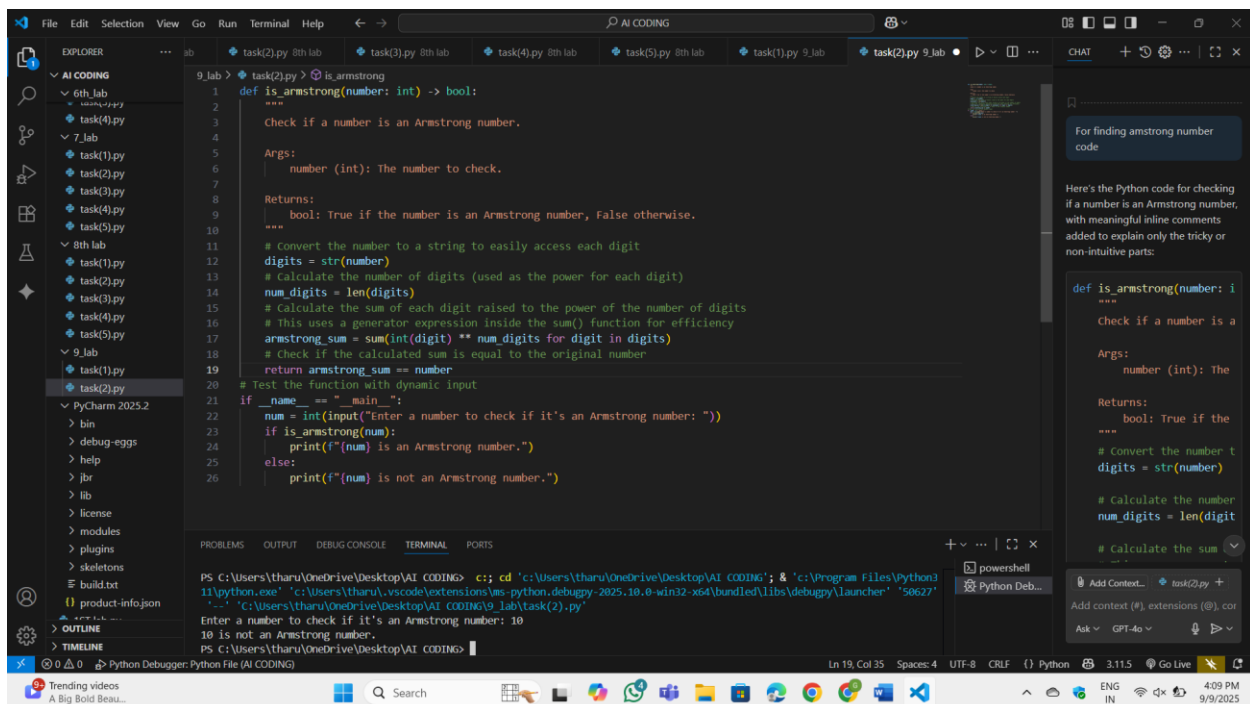 File Edit Selection View Go Run Terminal Help
AI CODING
EXPLORER
AI CODING
6th_lab
task(4).py
7_lab
task(1).py
task(2).py
task(3).py
task(4).py
task(5).py
8th lab
task(1).py
task(2).py
task(3).py
task(4).py
task(5).py
9_lab
task(1).py
task(2).py
PyCharm 2025.2
bin
debug-eggs
help
jbr
lib
license
modules
plugins
skeletons
build.txt
product-info.json
OUTLINE
TIMELINE
ab task(2).py 8th lab task(3).py 8th lab task(4).py 8th lab task(5).py 8th lab task(1).py 9_lab task(2).py 9_lab
9_lab > task(2).py > is_armstrong
1 def is_armstrong(number: int) -> bool:
2 """
3 Check if a number is an Armstrong number.
4
5 Args:
6 number (int): The number to check.
7
8 Returns:
9 bool: True if the number is an Armstrong number, False otherwise.
10 """
11 # Convert the number to a string to easily access each digit
12 digits = str(number)
13 # Calculate the number of digits (used as the power for each digit)
14 num_digits = len(digits)
15 # Calculate the sum of each digit raised to the power of the number of digits
16 # This uses a generator expression inside the sum() function for efficiency
17 armstrong_sum = sum(int(digit) ** num_digits for digit in digits)
18 # Check if the calculated sum is equal to the original number
19 return armstrong_sum == number
20 # Test the function with dynamic input
21 if __name__ == "__main__":
22 num = int(input("Enter a number to check if it's an Armstrong number: "))
23 if is_armstrong(num):
24 print(f"{num} is an Armstrong number.")
25 else:
26 print(f"{num} is not an Armstrong number.")
PROBLEMS OUTPUT DEBUG CONSOLE TERMINAL PORTS
PS C:\Users\tharu\OneDrive\Desktop\AI CODING> c:; cd 'c:\Users\tharu\OneDrive\Desktop\AI CODING'; & 'c:\Program Files\Python3
11\python.exe' 'c:\Users\tharu\.vscode\extensions\ms-python.debugpy-2025.10.0-win32-x64\bundled\libs\debugpy\launcher' '50627'
'--' 'C:\Users\tharu\OneDrive\Desktop\AI CODING\9_lab\task(2).py'
Enter a number to check if it's an Armstrong number: 10
10 is not an Armstrong number.
PS C:\Users\tharu\OneDrive\Desktop\AI CODING>
powershell
Python Deb...
CHAT
For finding amstrong number
code
Here's the Python code for checking
if a number is an Armstrong number,
with meaningful inline comments
added to explain only the tricky or
non-intuitive parts:
def is_armstrong(number: i
"""
Check if a number is a
Args:
number (int): The
Returns:
bool: True if the
"""
# Convert the number t
digits = str(number)
# Calculate the number
num_digits = len(digit
# Calculate the sum
Add Context... task(2).py +
Add context (#), extensions (@), cor
Ask GPT-4o
0 0 Python Debugger: Python File (AI CODING)
Ln 19, Col 35 Spaces: 4 UTF-8 CRLF {} Python 3.11.5 Go Live
9+
Trending videos
A Big Bold Beau...
Search
4
ENG
IN
4:09 PM
9/9/2025